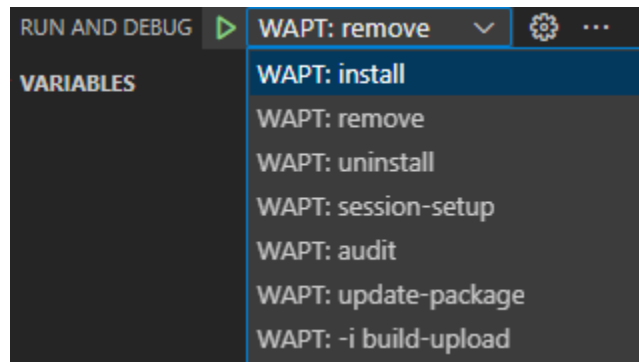 RUN AND DEBUG WAPT: remove
VARIABLES
WAPT: install
WAPT: remove
WAPT: uninstall
WAPT: session-setup
WAPT: audit
WAPT: update-package
WAPT: -i build-upload